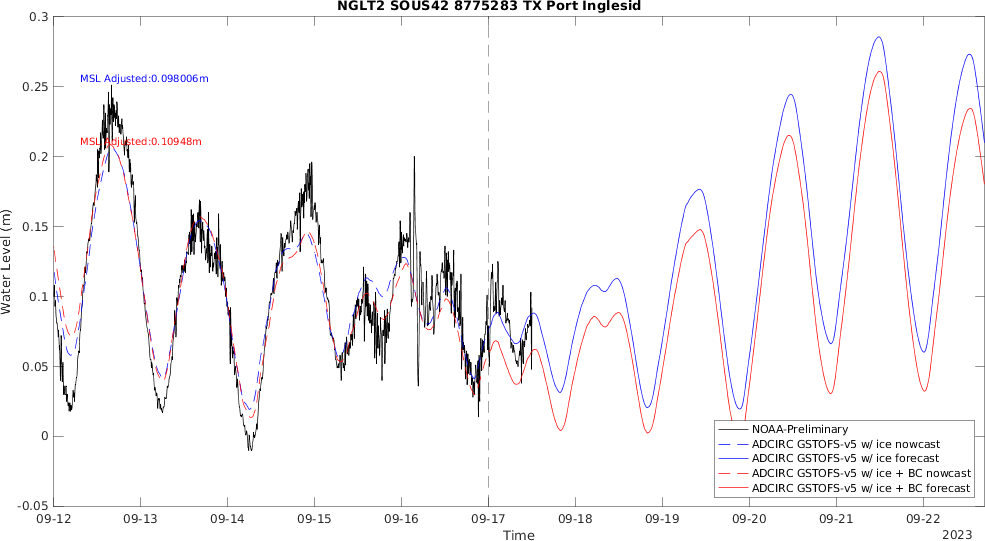 NGLT2 SOUS42 8775283 TX Port Inglesid
0.3
0.25
0.2
0.15
0.1
0.05
0
-0.05
Water Level (m)
MSL Adjusted:0.098006m
MSL Adjusted:0.10948m
NOAA-Preliminary
ADCIRC GSTOFS-v5 w/ ice nowcast
ADCIRC GSTOFS-v5 w/ ice forecast
ADCIRC GSTOFS-v5 w/ ice + BC nowcast
ADCIRC GSTOFS-v5 w/ ice + BC forecast
09-12 09-13 09-14 09-15 09-16 09-17 09-18 09-19 09-20 09-21 09-22
Time
2023